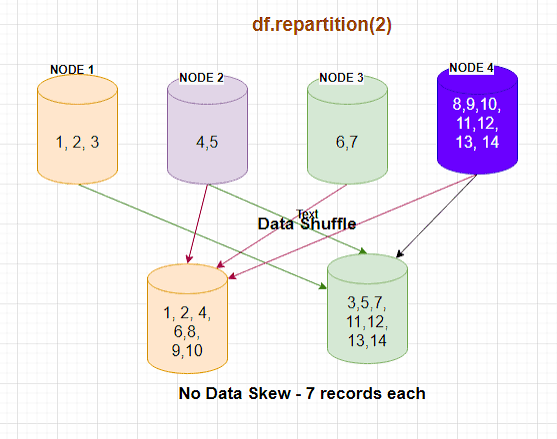 df.repartition(2)
NODE 1
NODE 2
NODE 3
NODE 4
1, 2, 3
4,5
6,7
8,9,10,
11,12,
13, 14
Text
Data Shuffle
1, 2, 4,
6,8,
9,10
3,5,7,
11,12,
13,14
No Data Skew - 7 records each